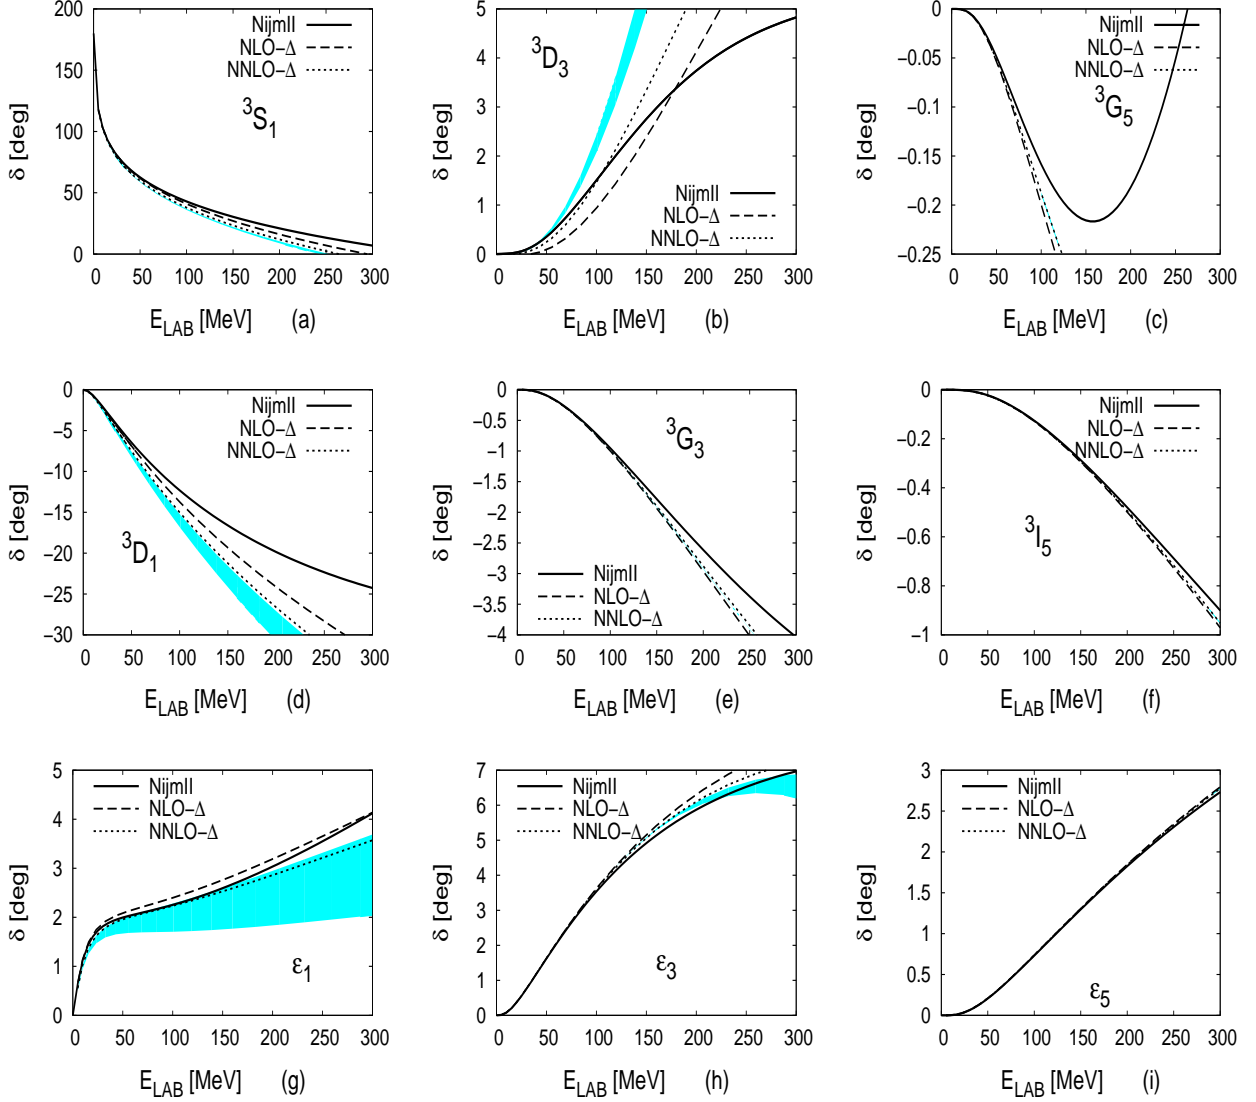 200
150
100
50
0
δ [deg]
NijmII
NLO−Δ
NNLO−Δ
³S₁
0 50 100 150 200 250 300
E_LAB [MeV] (a)
5
4
3
2
1
0
δ [deg]
³D₃
NijmII
NLO−Δ
NNLO−Δ
0 50 100 150 200 250 300
E_LAB [MeV] (b)
0
−0.05
−0.1
−0.15
−0.2
−0.25
δ [deg]
NijmII
NLO−Δ
NNLO−Δ
³G₅
0 50 100 150 200 250 300
E_LAB [MeV] (c)
0
−5
−10
−15
−20
−25
−30
δ [deg]
NijmII
NLO−Δ
NNLO−Δ
³D₁
0 50 100 150 200 250 300
E_LAB [MeV] (d)
0
−0.5
−1
−1.5
−2
−2.5
−3
−3.5
−4
δ [deg]
³G₃
NijmII
NLO−Δ
NNLO−Δ
0 50 100 150 200 250 300
E_LAB [MeV] (e)
0
−0.2
−0.4
−0.6
−0.8
−1
δ [deg]
NijmII
NLO−Δ
NNLO−Δ
³I₅
0 50 100 150 200 250 300
E_LAB [MeV] (f)
5
4
3
2
1
0
δ [deg]
NijmII
NLO−Δ
NNLO−Δ
ε₁
0 50 100 150 200 250 300
E_LAB [MeV] (g)
7
6
5
4
3
2
1
0
δ [deg]
NijmII
NLO−Δ
NNLO−Δ
ε₃
0 50 100 150 200 250 300
E_LAB [MeV] (h)
3
2.5
2
1.5
1
0.5
0
δ [deg]
NijmII
NLO−Δ
NNLO−Δ
ε₅
0 50 100 150 200 250 300
E_LAB [MeV] (i)